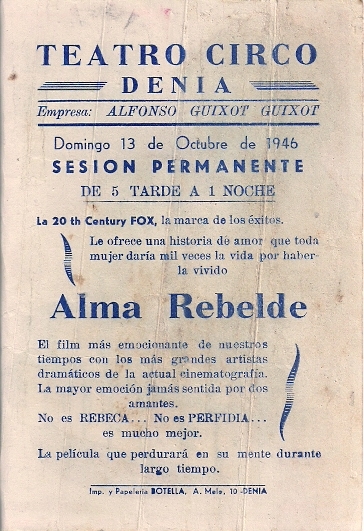 TEATRO CIRCO
DENIA
Empresa: ALFONSO GUIXOT GUIXOT
Domingo 13 de Octubre de 1946
SESION PERMANENTE
DE 5 TARDE A 1 NOCHE
La 20 th Century FOX, la marca de los éxitos.
Le ofrece una historia de amor que toda
mujer daría mil veces la vida por haber-
la vivido
Alma Rebelde
El film más emocionante de nuestros
tiempos con los más grandes artistas
dramáticos de la actual cinematografía.
La mayor emoción jamás sentida por dos
amantes.
No es REBECA... No es PERFIDIA...
es mucho mejor.
La película que perdurará en su mente durante
largo tiempo.
Imp. y Papelería BOTELLA, A. Mele, 10 -DENIA